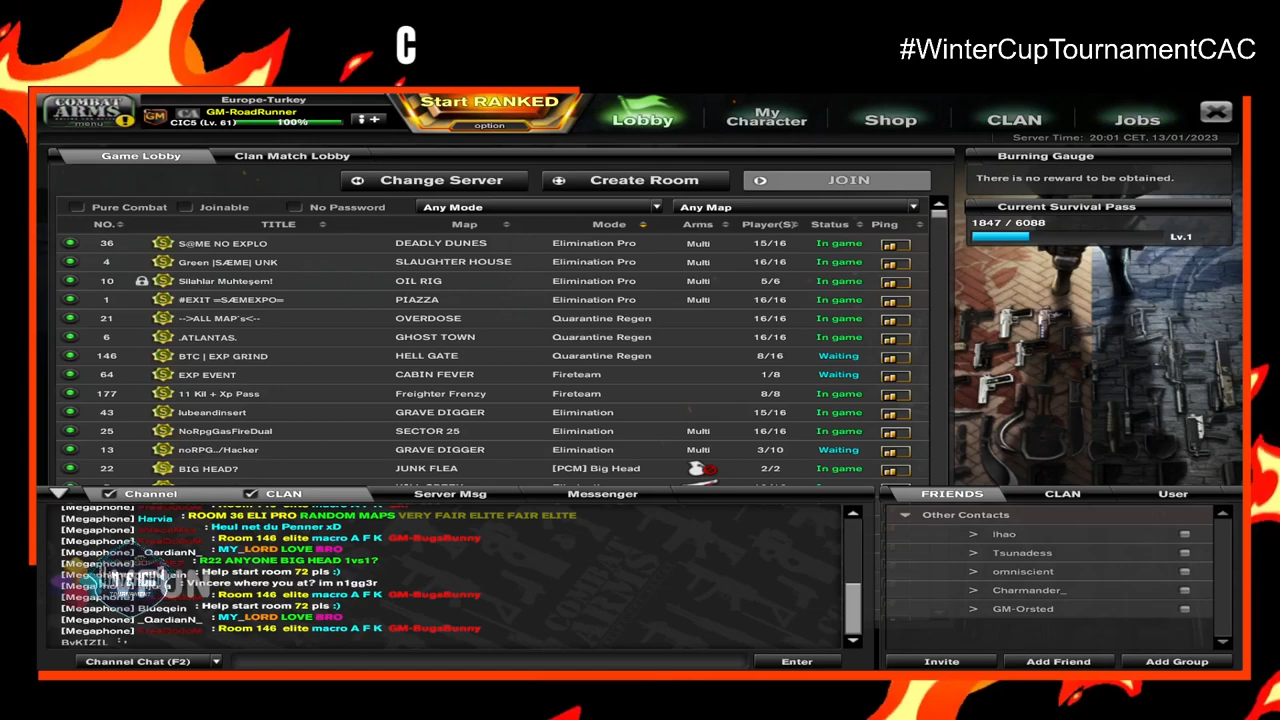 C
#WinterCupTournamentCAC
COMBAT ARMS
menu
Europe-Turkey
GM
CA
GM-RoadRunner
CIC5 (Lv. 61)
100%
Start RANKED
option
Lobby
My Character
Shop
CLAN
Jobs
Server Time: 20:01 CET, 13/01/2023
Game Lobby
Clan Match Lobby
Burning Gauge
There is no reward to be obtained.
Change Server
Create Room
JOIN
Current Survival Pass
1847 / 6088
Lv.1
Pure Combat
Joinable
No Password
Any Mode
Any Map
NO. TITLE Map Mode Arms Player(S) Status Ping
36 S@ME NO EXPLO DEADLY DUNES Elimination Pro Multi 15/16 In game
4 Green |SÆME| UNK SLAUGHTER HOUSE Elimination Pro Multi 16/16 In game
10 Silahlar Muhteşem! OIL RIG Elimination Pro Multi 5/6 In game
1 #EXIT =SÆMEXPO= PIAZZA Elimination Pro Multi 16/16 In game
21 -->ALL MAP's<-- OVERDOSE Quarantine Regen 16/16 In game
6 .ATLANTAS. GHOST TOWN Quarantine Regen 16/16 In game
146 BTC | EXP GRIND HELL GATE Quarantine Regen 8/16 Waiting
64 EXP EVENT CABIN FEVER Fireteam 1/8 Waiting
177 11 Kil + Xp Pass Freighter Frenzy Fireteam 8/8 In game
43 lubeandinsert GRAVE DIGGER Elimination 15/16 In game
25 NoRpgGasFireDual SECTOR 25 Elimination Multi 16/16 In game
13 noRPG../Hacker GRAVE DIGGER Elimination Multi 3/10 Waiting
22 BIG HEAD? JUNK FLEA [PCM] Big Head 2/2 In game
Channel
CLAN
Server Msg
Messenger
FRIENDS
CLAN
User
[Megaphone] Harvia : ROOM 36 ELI PRO RANDOM MAPS VERY FAIR ELITE FAIR ELITE
: Heul net du Penner xD
: Room 146 elite macro A F K GM-BugsBunny
_QardianN_ : MY_LORD LOVE BRO
: R22 ANYONE BIG HEAD 1vs1?
: Help start room 72 pls :)
Vincere where you at? im n1gg3r
: Room 146 elite macro A F K GM-BugsBunny
[Megaphone] Blueqein : Help start room 72 pls :)
[Megaphone] _QardianN_ : MY_LORD LOVE BRO
[Megaphone] : Room 146 elite macro A F K GM-BugsBunny
Other Contacts
lhao
Tsunadess
omniscient
Charmander_
GM-Orsted
Channel Chat (F2)
Enter
Invite
Add Friend
Add Group